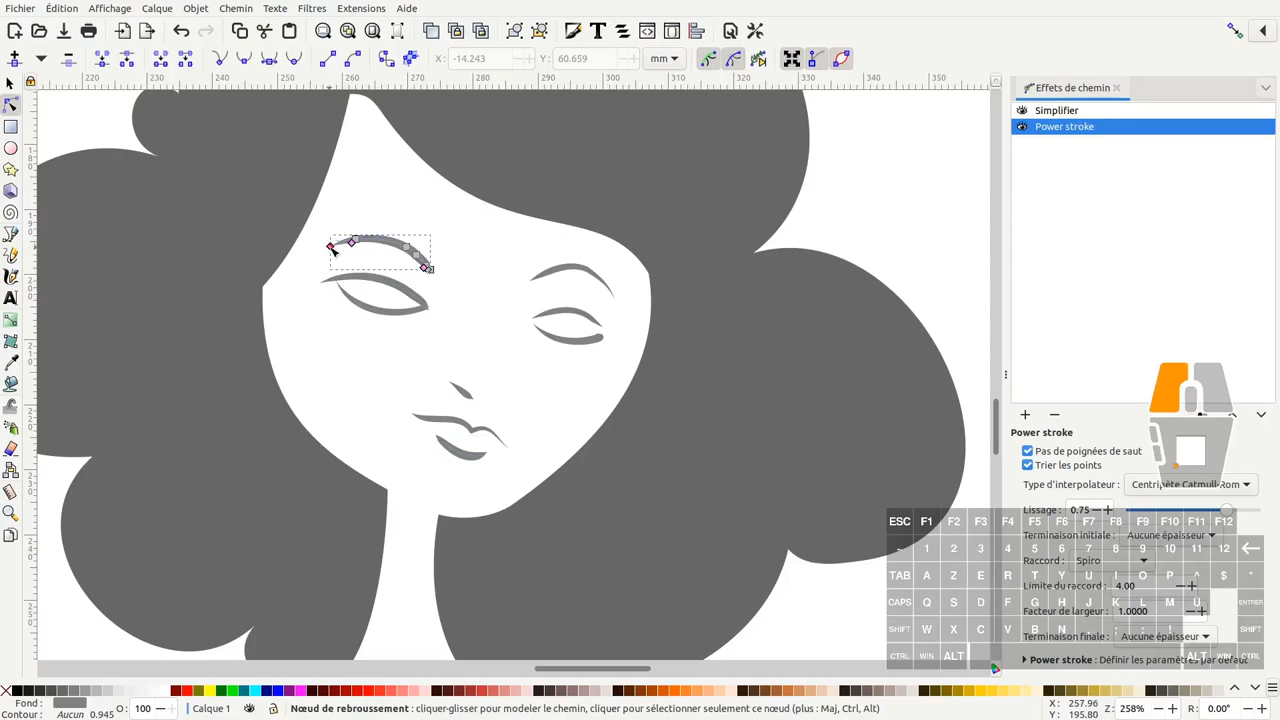 Fichier Édition Affichage Calque Objet Chemin Texte Filtres Extensions Aide
X : -14.243 Y : 60.659 mm
220 230 240 250 260 270 280 290 300 310 320 330 340 350
Effets de chemin
Simplifier
Power stroke
Power stroke
Pas de poignées de saut
Trier les points
Type d'interpolateur : Centripète Catmull-Rom
Lissage : 0.75
ESC F1 F2 F3 F4 F5 F6 F7 F8 F9 F10 F11 F12
Terminaison initiale : Aucune épaisseur
1 2 3 4 5 6 7 8 9 10 11 12
Raccord : Spiro
TAB A Z E R T Y U I O P ^ $ *
Limite du raccord : 4.00
CAPS Q S D F G H J K L M Ù ENTRER
Facteur de largeur : 1.0000
SHIFT W X C V B N , ; : ! SHIFT
Terminaison finale : Aucune épaisseur
CTRL WIN ALT ALT WIN CTRL
Power stroke : Définir les paramètres par défaut
Fond :
Contour : Aucun 0.945
O : 100
Calque 1
Nœud de rebroussement : cliquer-glisser pour modeler le chemin, cliquer pour sélectionner seulement ce nœud (plus : Maj, Ctrl, Alt)
X : 257.96
Y : 195.80
Z : 258%
R : 0.00°